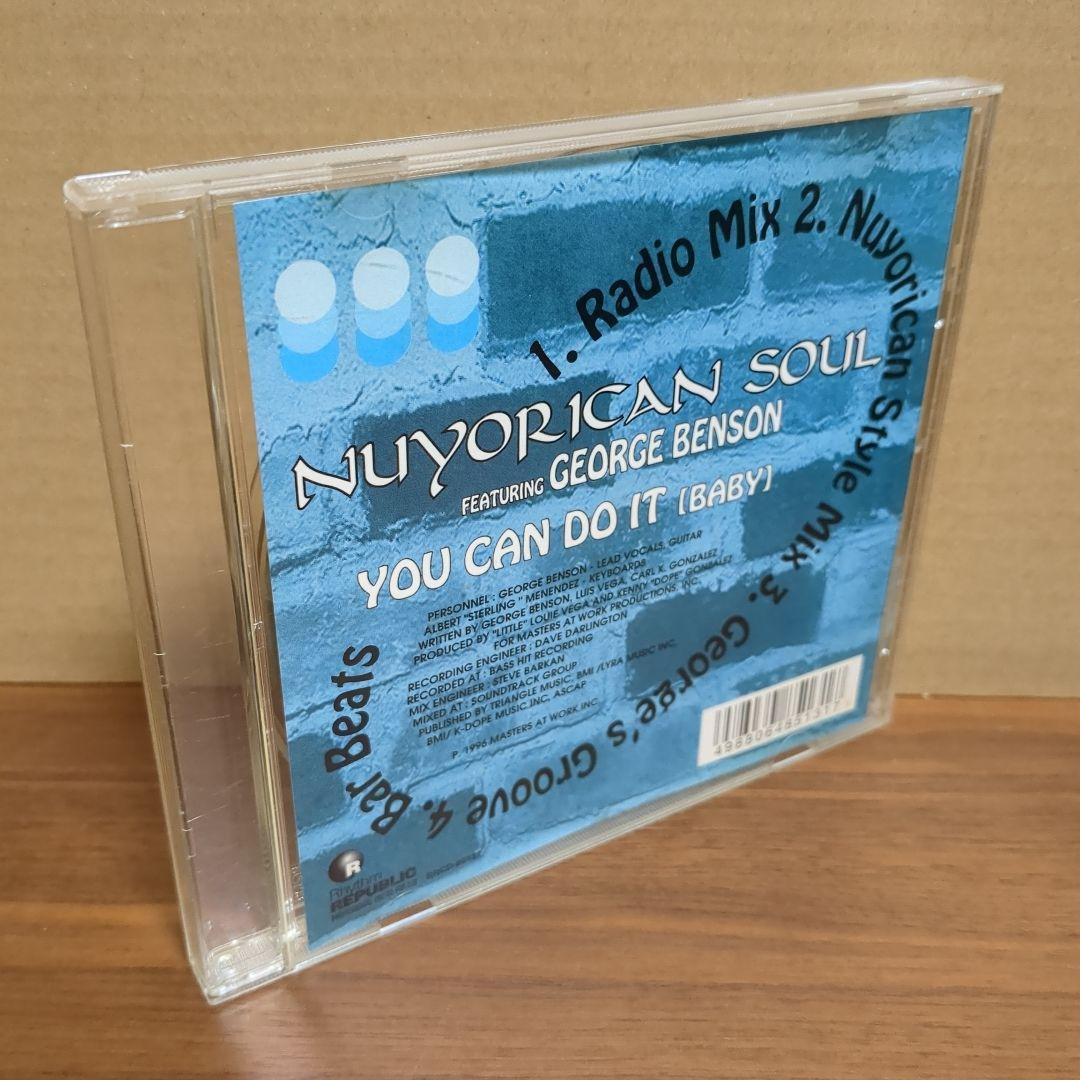 1. Radio Mix 2. Nuyorican Style Mix 3. George's Groove 4. Bar Beats
NUYORICAN SOUL
FEATURING GEORGE BENSON
YOU CAN DO IT [BABY]
PERSONNEL : GEORGE BENSON - LEAD VOCALS, GUITAR
ALBERT "STERLING" MENENDEZ - KEYBOARDS
WRITTEN BY GEORGE BENSON, LUIS VEGA, CARL K. GONZALEZ
PRODUCED BY "LITTLE" LOUIE VEGA AND KENNY "DOPE" GONZALEZ
FOR MASTERS AT WORK PRODUCTIONS, INC.
RECORDING ENGINEER : DAVE DARLINGTON
RECORDED AT : BASS HIT RECORDING
MIX ENGINEER : STEVE BARKAN
MIXED AT : SOUNDTRACK GROUP
PUBLISHED BY TRIANGLE MUSIC, BMI /LYRA MUSIC INC,
BMI/ K-DOPE MUSIC INC, ASCAP
P. 1996 MASTERS AT WORK INC.
R
Rhythm
REPUBLIC